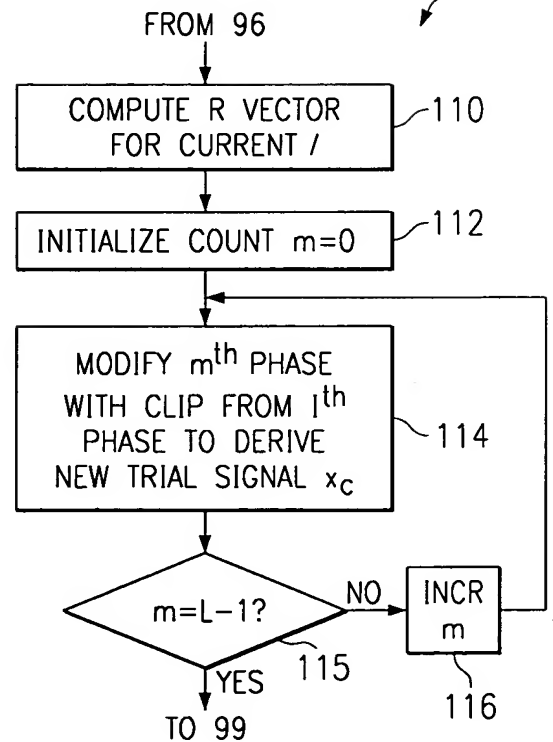 FROM 96
COMPUTE R VECTOR
FOR CURRENT l
110
INITIALIZE COUNT m=0
112
MODIFY mth PHASE
WITH CLIP FROM lth
PHASE TO DERIVE
NEW TRIAL SIGNAL xc
114
m=L-1?
NO
INCR
m
115
116
YES
TO 99